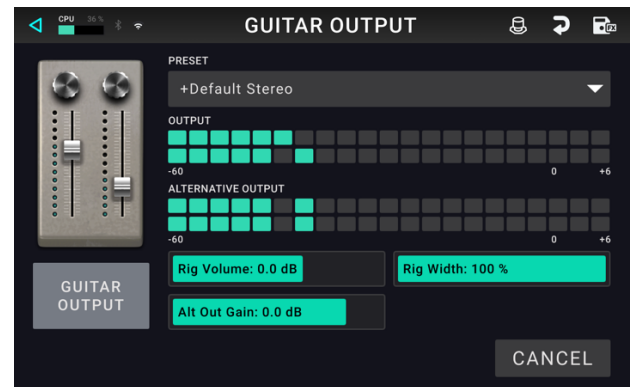 CPU 36 %
GUITAR OUTPUT
PRESET
+Default Stereo
OUTPUT
-60 0 +6
ALTERNATIVE OUTPUT
-60 0 +6
Rig Volume: 0.0 dB Rig Width: 100 %
Alt Out Gain: 0.0 dB
GUITAR
OUTPUT
CANCEL